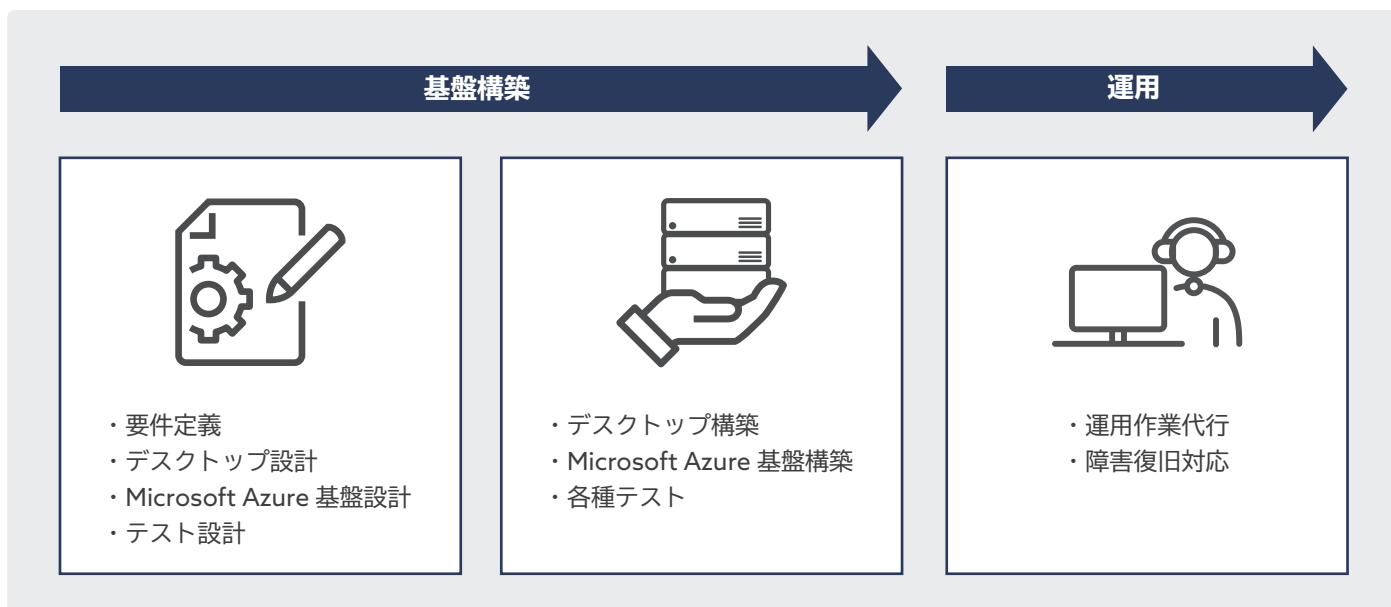 基盤構築
運用
・要件定義
・デスクトップ設計
・Microsoft Azure 基盤設計
・テスト設計
・デスクトップ構築
・Microsoft Azure 基盤構築
・各種テスト
・運用作業代行
・障害復旧対応